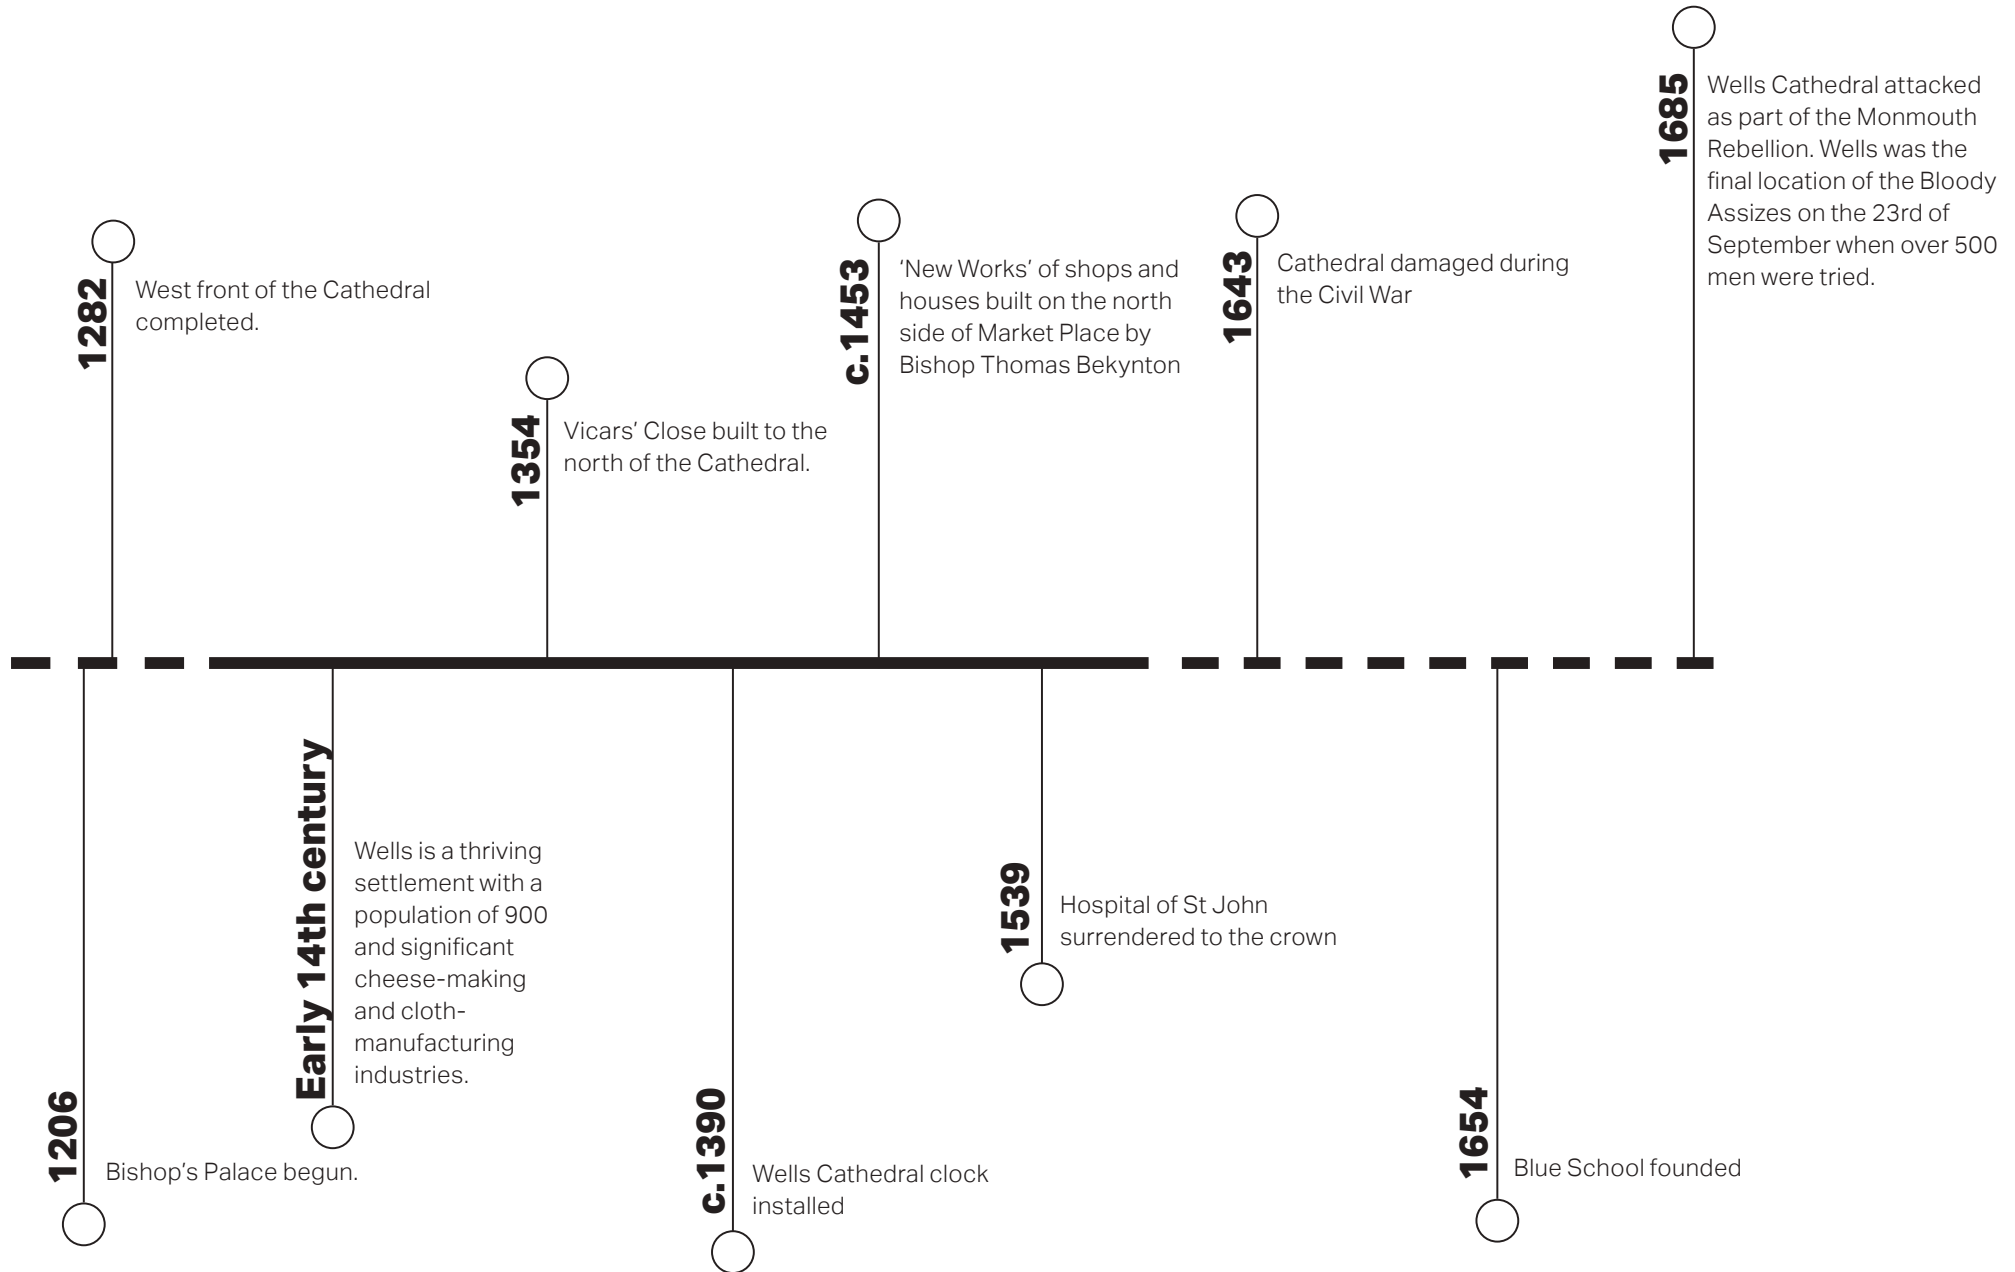 1685
Wells Cathedral attacked
as part of the Monmouth
Rebellion. Wells was the
final location of the Bloody
Assizes on the 23rd of
September when over 500
men were tried.
1282
West front of the Cathedral
completed.
c.1453
‘New Works’ of shops and
houses built on the north
side of Market Place by
Bishop Thomas Bekynton
1643
Cathedral damaged during
the Civil War
1354
Vicars’ Close built to the
north of the Cathedral.
Early 14th century
Wells is a thriving
settlement with a
population of 900
and significant
cheese-making
and cloth-
manufacturing
industries.
1539
Hospital of St John
surrendered to the crown
1206
Bishop’s Palace begun.
c.1390
Wells Cathedral clock
installed
1654
Blue School founded